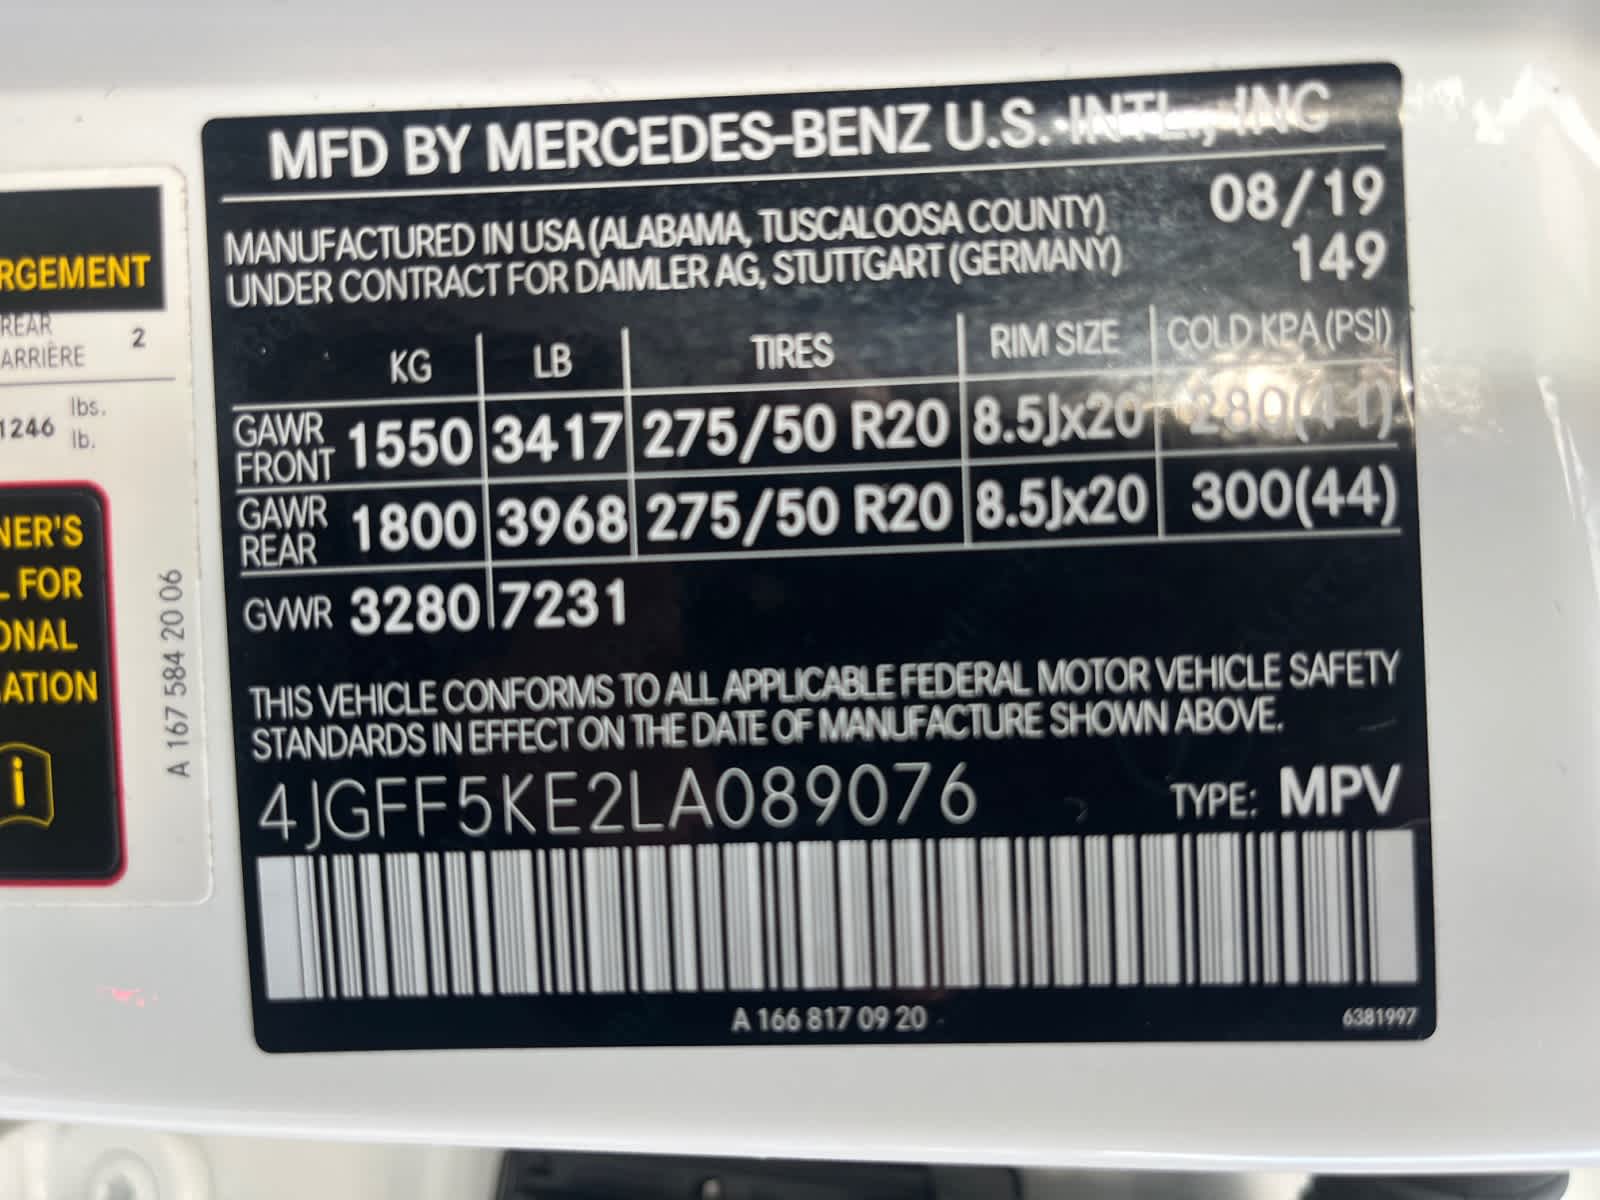 MFD BY MERCEDES-BENZ U.S. INTL., INC
08/19
MANUFACTURED IN USA (ALABAMA, TUSCALOOSA COUNTY)
UNDER CONTRACT FOR DAIMLER AG, STUTTGART (GERMANY)
149
KG LB TIRES RIM SIZE COLD KPA (PSI)
GAWR FRONT 1550 3417 275/50 R20 8.5Jx20 280(41)
GAWR REAR 1800 3968 275/50 R20 8.5Jx20 300(44)
GVWR 3280 7231
THIS VEHICLE CONFORMS TO ALL APPLICABLE FEDERAL MOTOR VEHICLE SAFETY
STANDARDS IN EFFECT ON THE DATE OF MANUFACTURE SHOWN ABOVE.
4JGFF5KE2LA089076 TYPE: MPV
A 166 817 09 20
6381997
RGEMENT
REAR
ARRIÈRE 2
1246 lbs.
lb.
NER'S
L FOR
ONAL
ATION
i
A 167 584 20 06